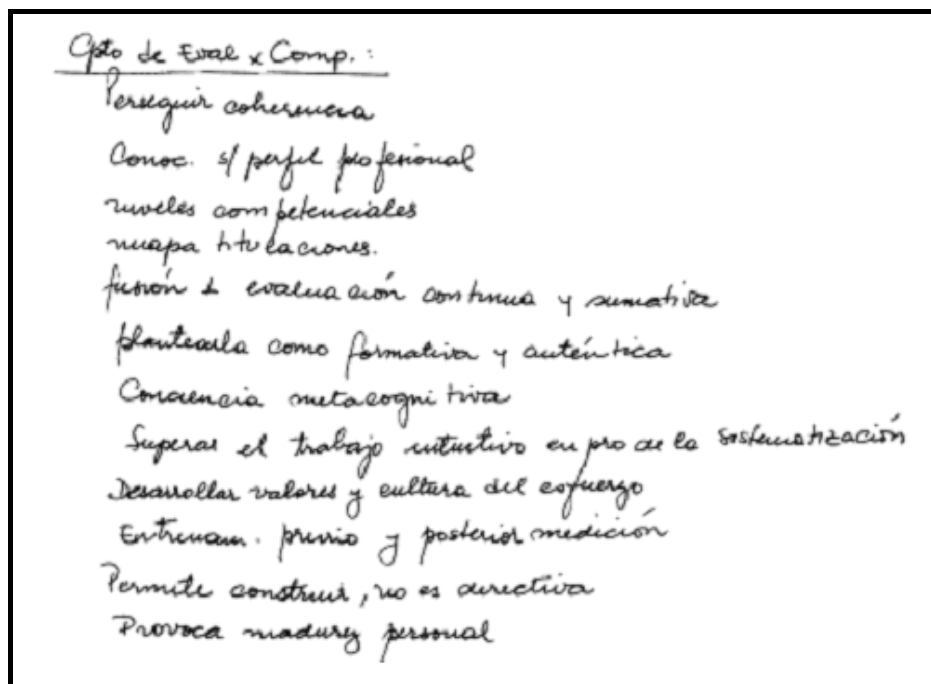 Cpto de Eval x Comp.:
Perseguir coherencia
Conoc. s/ perfil profesional
niveles competenciales
mapa titulaciones.
fusión evaluación continua y sumativa
plantearla como formativa y auténtica
Conciencia metacognitiva
Superar el trabajo intuitivo en pro de la sistematización
Desarrollar valores y cultura del esfuerzo
Entrenam. previo y posterior medición
Permite construir, no es directiva
Provoca madurez personal